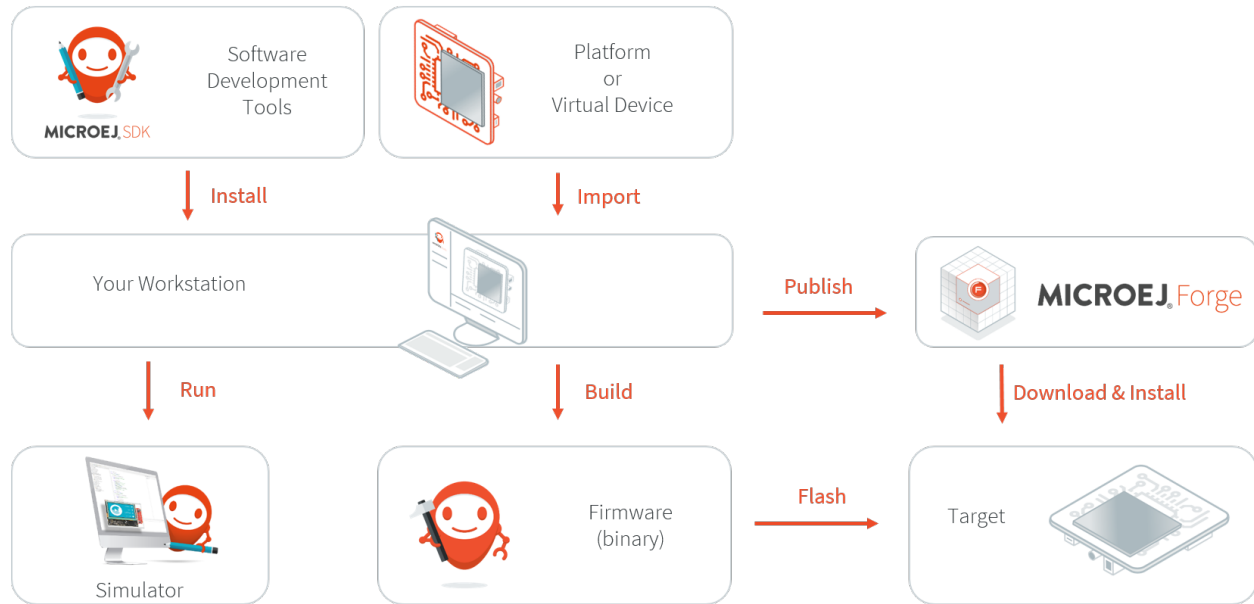 Software
Development
Tools
MICROEJ® SDK
Platform
or
Virtual Device
Install
Import
Your Workstation
Publish
F
MICROEJ® Forge
Run
Build
Download & Install
Simulator
Firmware
(binary)
Flash
Target